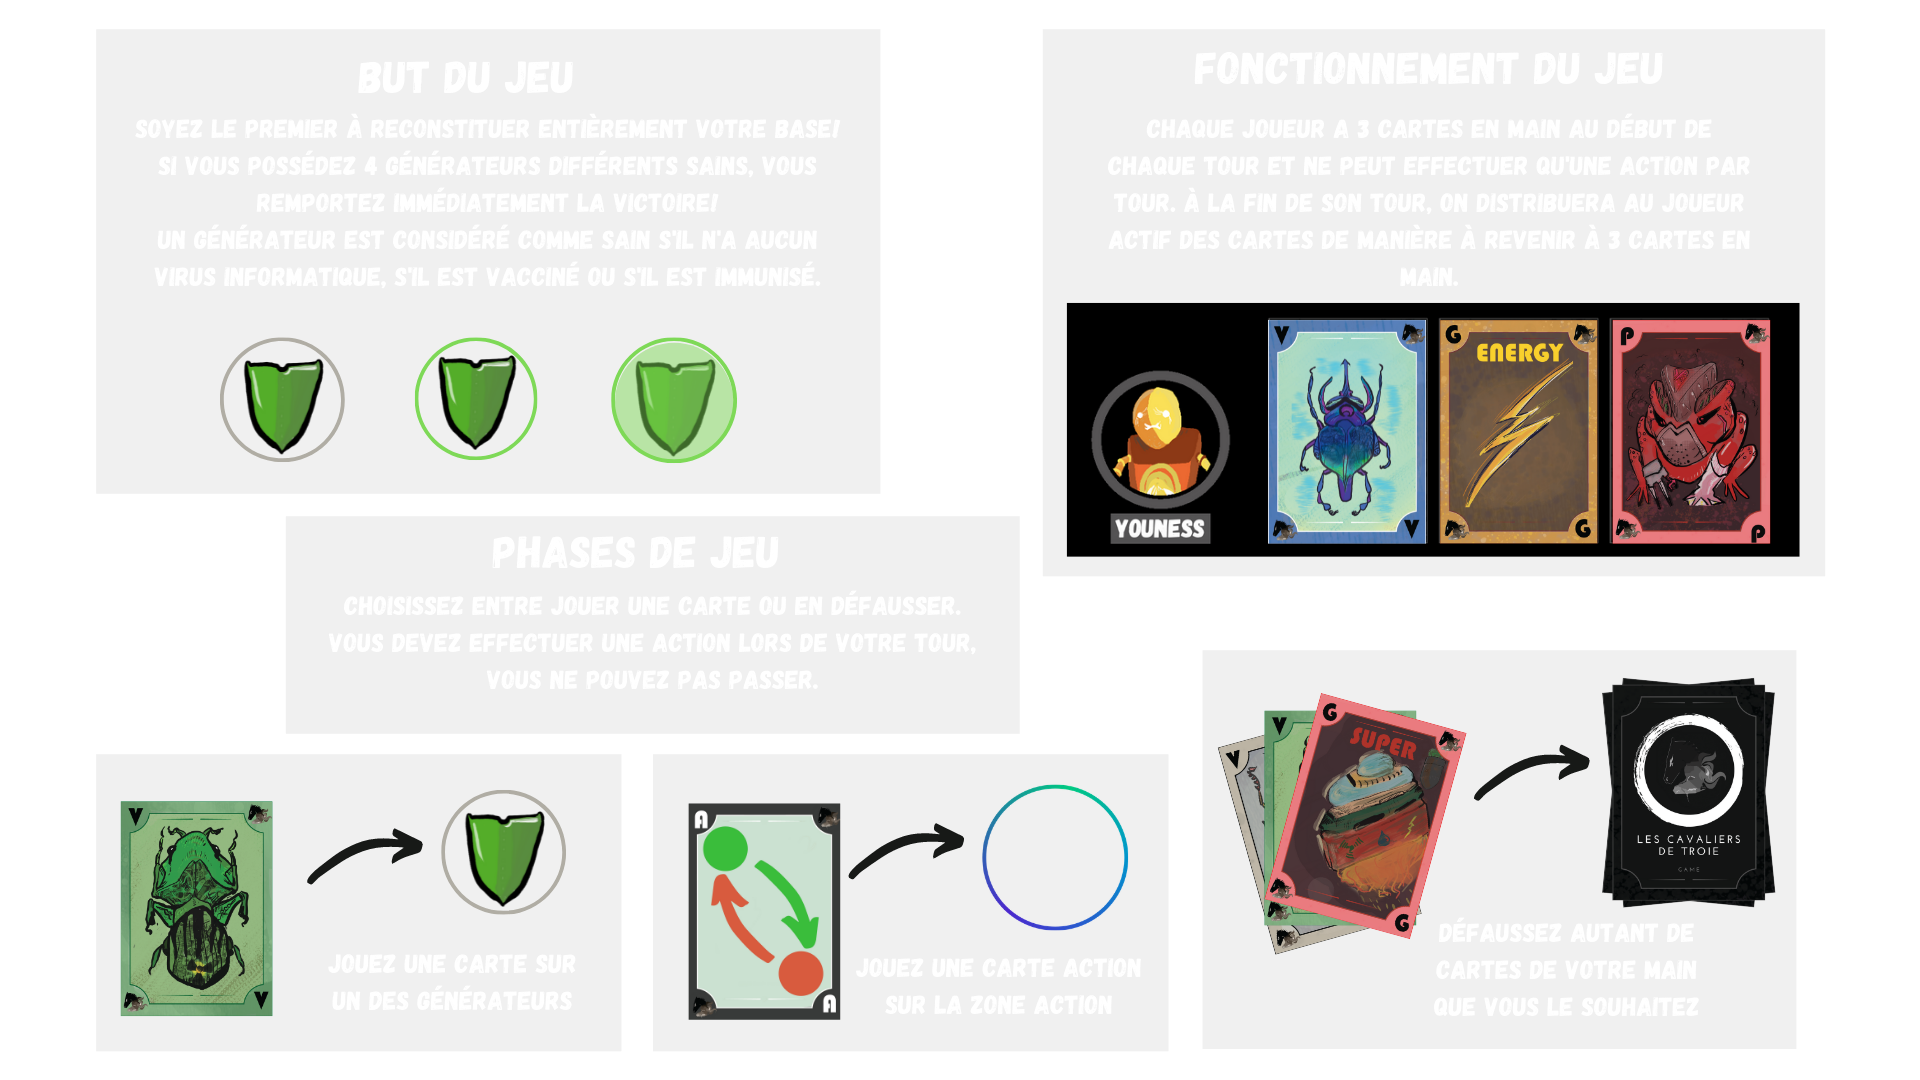 BUT DU JEU
SOYEZ LE PREMIER À RECONSTITUER ENTIÈREMENT VOTRE BASE!
SI VOUS POSSÉDEZ 4 GÉNÉRATEURS DIFFÉRENTS SAINS, VOUS
REMPORTEZ IMMÉDIATEMENT LA VICTOIRE!
UN GÉNÉRATEUR EST CONSIDÉRÉ COMME SAIN S'IL N'A AUCUN
VIRUS INFORMATIQUE, S'IL EST VACCINÉ OU S'IL EST IMMUNISÉ.
FONCTIONNEMENT DU JEU
CHAQUE JOUEUR A 3 CARTES EN MAIN AU DÉBUT DE
CHAQUE TOUR ET NE PEUT EFFECTUER QU'UNE ACTION PAR
TOUR. À LA FIN DE SON TOUR, ON DISTRIBUERA AU JOUEUR
ACTIF DES CARTES DE MANIÈRE À REVENIR À 3 CARTES EN
MAIN.
YOUNESS
V
V
G
ENERGY
G
P
P
PHASES DE JEU
CHOISISSEZ ENTRE JOUER UNE CARTE OU EN DÉFAUSSER.
VOUS DEVEZ EFFECTUER UNE ACTION LORS DE VOTRE TOUR,
VOUS NE POUVEZ PAS PASSER.
V
V
JOUEZ UNE CARTE SUR
UN DES GÉNÉRATEURS
A
A
JOUEZ UNE CARTE ACTION
SUR LA ZONE ACTION
V
V
G
SUPER
G
LES CAVALIERS
DE TROIE
GAME
DÉFAUSSEZ AUTANT DE
CARTES DE VOTRE MAIN
QUE VOUS LE SOUHAITEZ